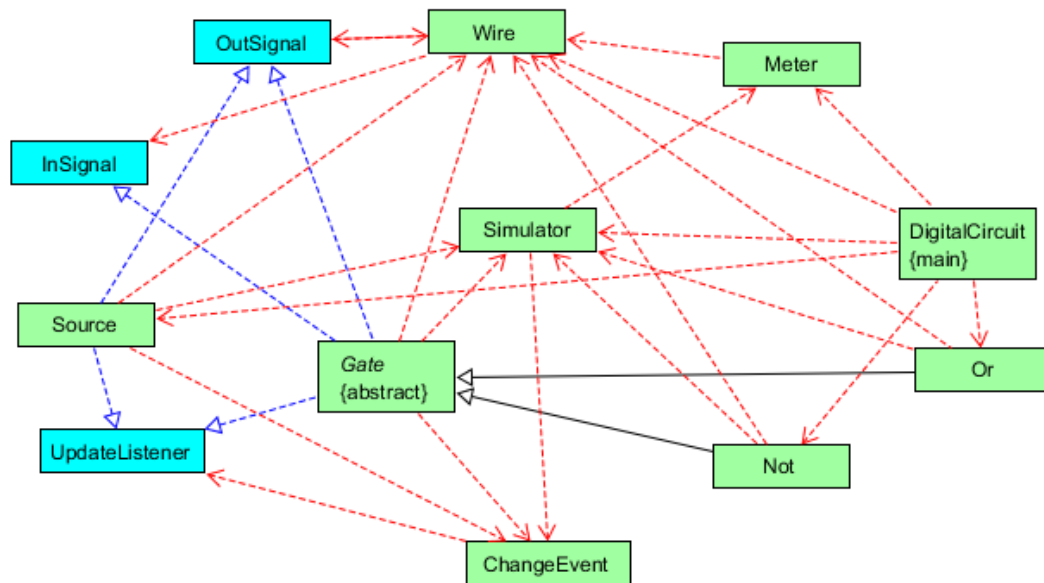 Wire
OutSignal
Meter
InSignal
Simulator
DigitalCircuit
{main}
Source
Gate
{abstract}
Or
UpdateListener
Not
ChangeEvent